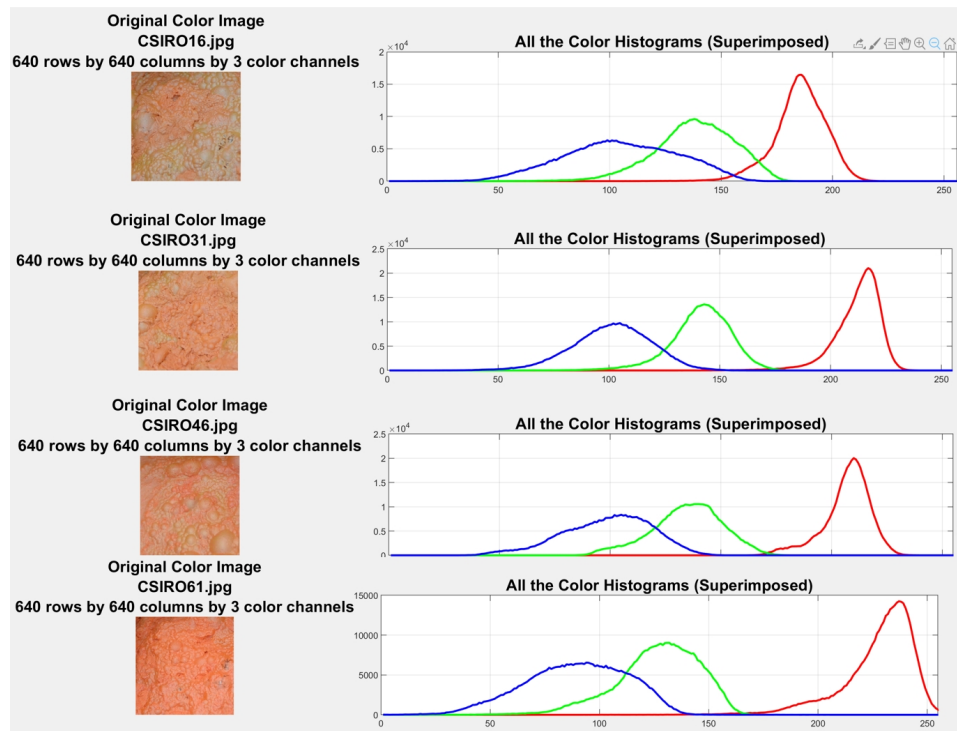 Original Color Image
CSIRO16.jpg
640 rows by 640 columns by 3 color channels
All the Color Histograms (Superimposed)
×10⁴
2
1.5
1
0.5
0
0 50 100 150 200 250
Original Color Image
CSIRO31.jpg
640 rows by 640 columns by 3 color channels
All the Color Histograms (Superimposed)
×10⁴
2.5
2
1.5
1
0.5
0
0 50 100 150 200 250
Original Color Image
CSIRO46.jpg
640 rows by 640 columns by 3 color channels
All the Color Histograms (Superimposed)
×10⁴
2.5
2
1.5
1
0.5
0
Original Color Image
CSIRO61.jpg
640 rows by 640 columns by 3 color channels
All the Color Histograms (Superimposed)
15000
10000
5000
0
0 50 100 150 200 250